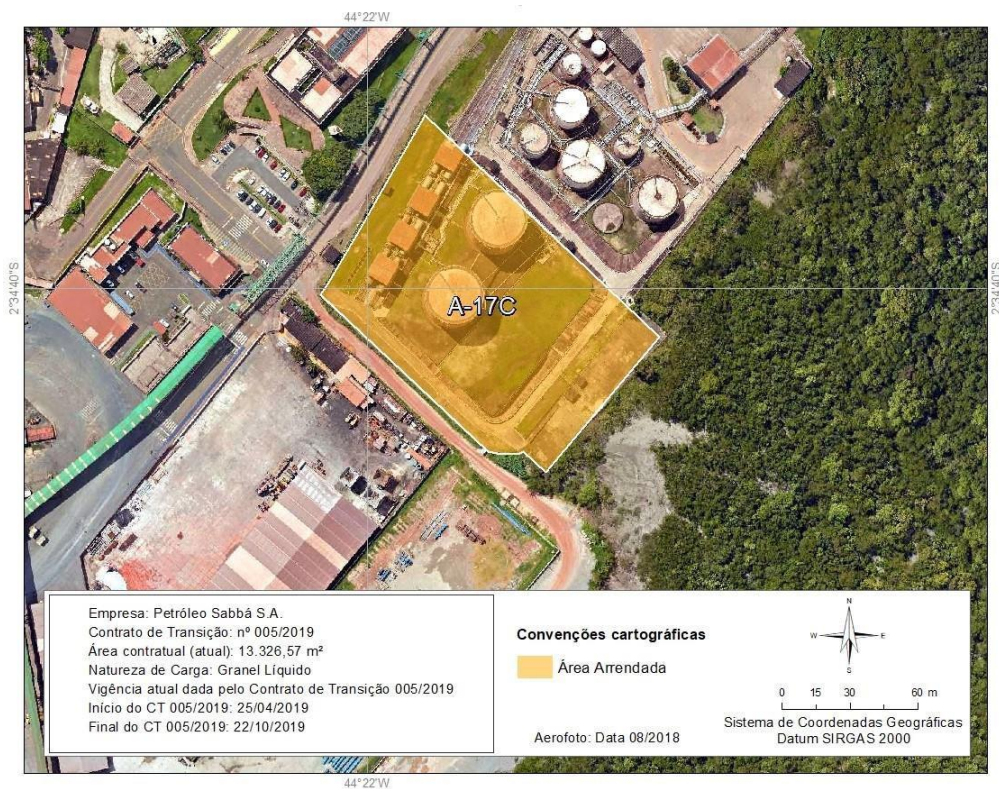 44°22'W
2°34'40"S
2°34'40"S
A-17C
Empresa: Petróleo Sabbá S.A.
Contrato de Transição: nº 005/2019
Área contratual (atual): 13.326,57 m²
Natureza de Carga: Granel Líquido
Vigência atual dada pelo Contrato de Transição 005/2019
Início do CT 005/2019: 25/04/2019
Final do CT 005/2019: 22/10/2019
Convenções cartográficas
Área Arrendada
Aerofoto: Data 08/2018
N
W E
S
0 15 30 60 m
Sistema de Coordenadas Geográficas
Datum SIRGAS 2000
44°22'W